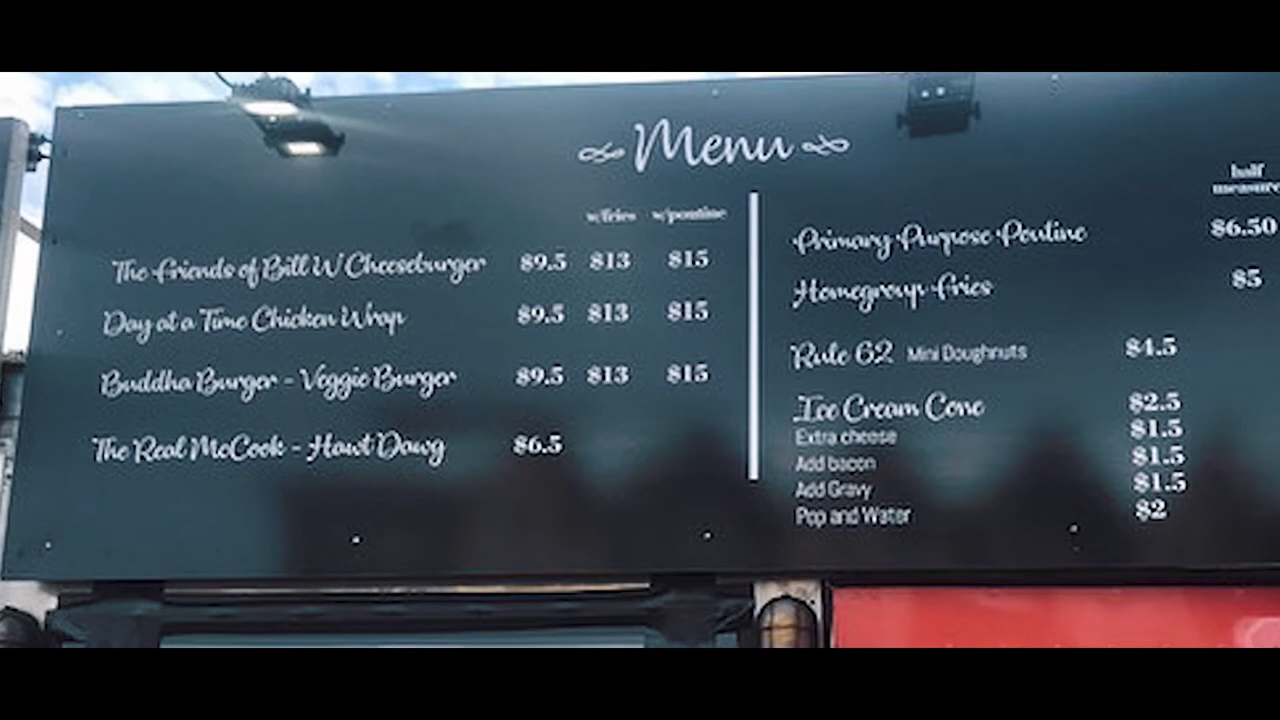 Menu
w/fries w/poutine
The Friends of Bill W Cheeseburger $9.5 $13 $15
Day at a Time Chicken Wrap $9.5 $13 $15
Buddha Burger - Veggie Burger $9.5 $13 $15
The Real McCook - Hawt Dawg $6.5
half
measure
Primary Purpose Poutine $6.50
Homegroup Fries $5
Rule 62 Mini Doughnuts $4.5
Ice Cream Cone $2.5
Extra cheese $1.5
Add bacon $1.5
Add Gravy $1.5
Pop and Water $2